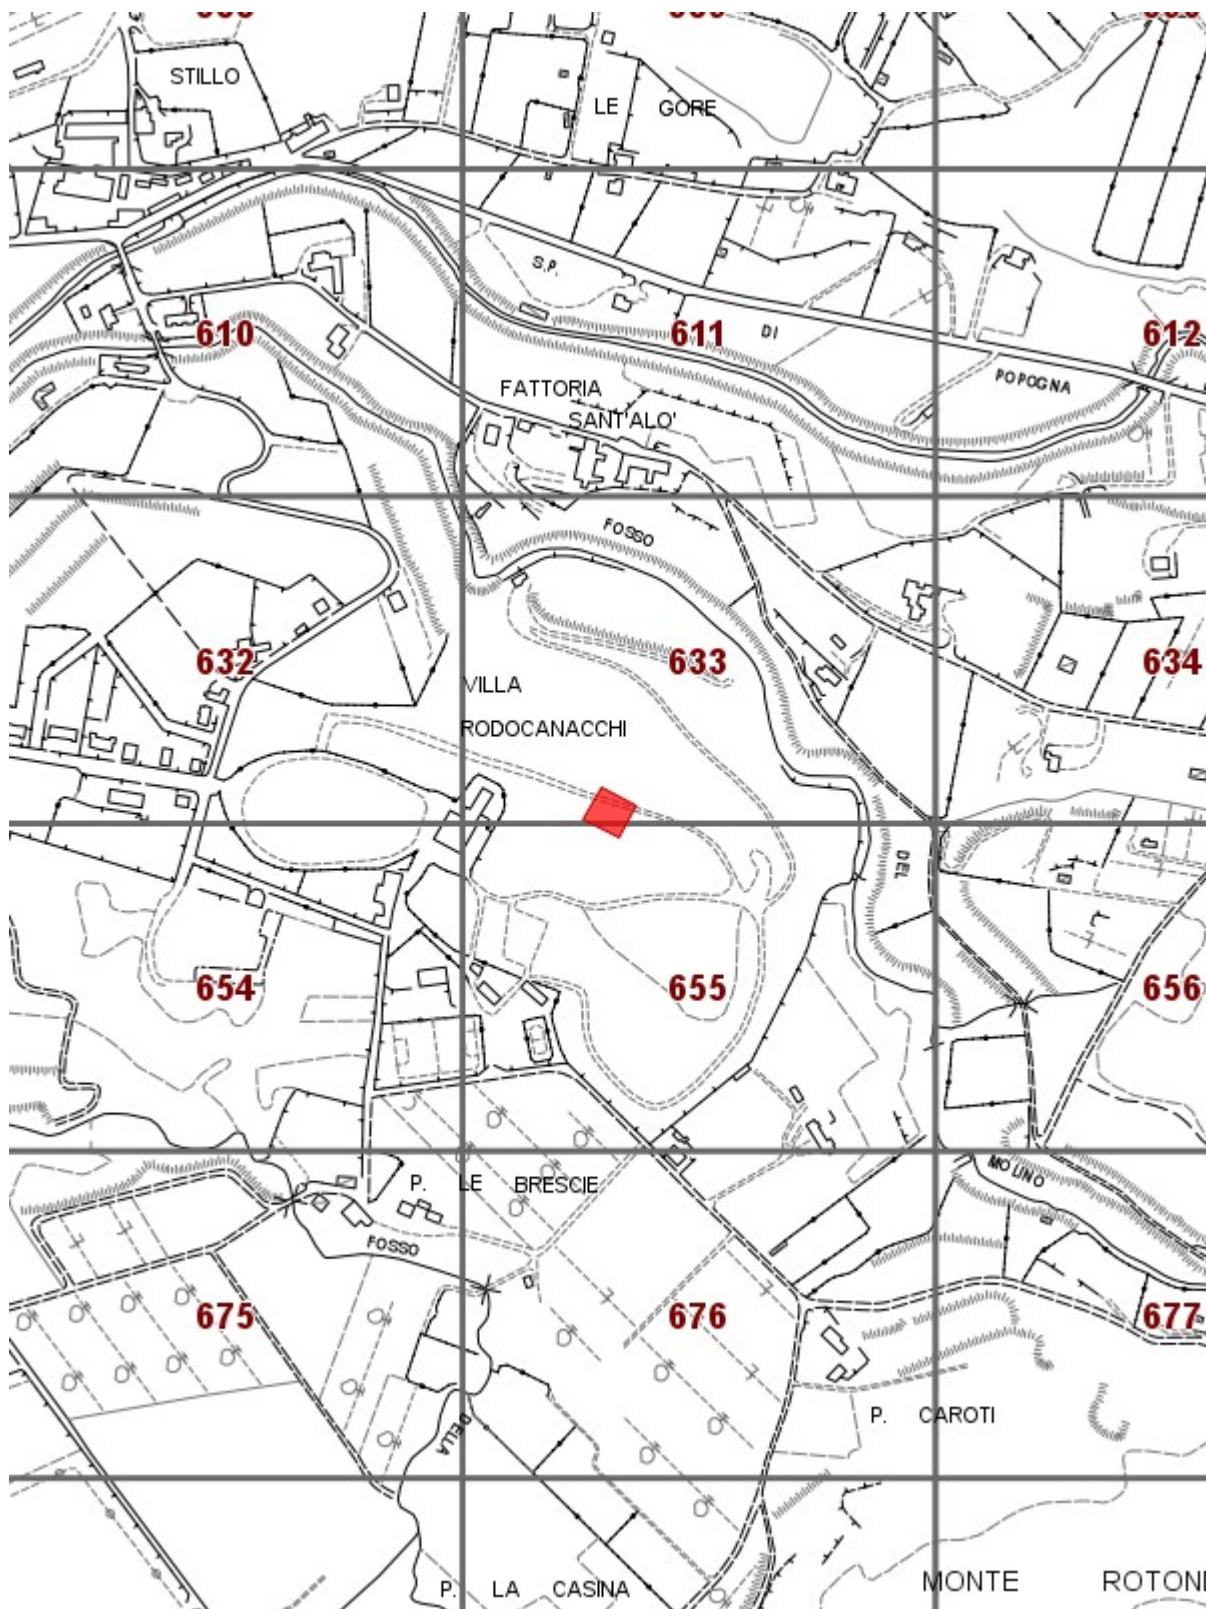 STILLO
LE GORE
S.P.
610
611
DI
612
POPOGNA
FATTORIA
SANT'ALO'
FOSSO
632
633
634
VILLA
RODOCANACCHI
DEL
654
655
656
P. LE BRESCIE
MOLINO
FOSSO
675
676
677
P. CAROTI
DELLA
P. LA CASINA
MONTE